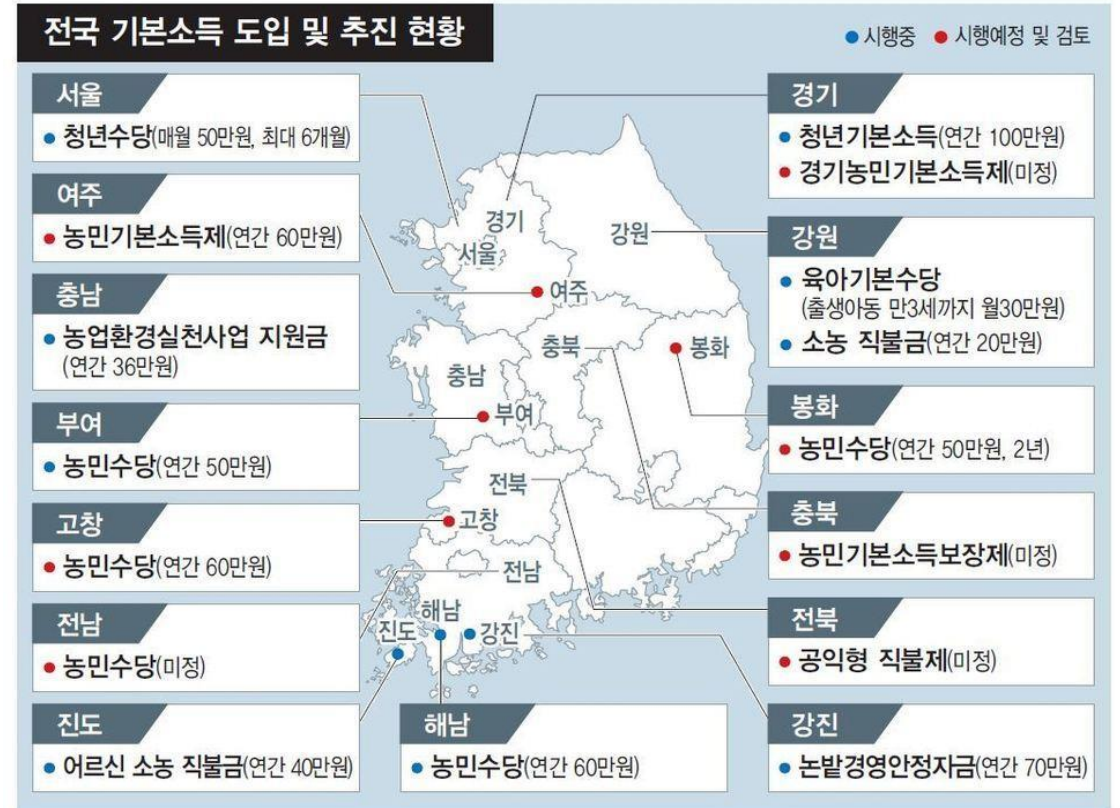 전국 기본소득 도입 및 추진 현황
● 시행중 ● 시행예정 및 검토
서울
● 청년수당(매월 50만원, 최대 6개월)
여주
● 농민기본소득제(연간 60만원)
충남
● 농업환경실천사업 지원금
(연간 36만원)
부여
● 농민수당(연간 50만원)
고창
● 농민수당(연간 60만원)
전남
● 농민수당(미정)
진도
● 어르신 소농 직불금(연간 40만원)
해남
● 농민수당(연간 60만원)
경기
● 청년기본소득(연간 100만원)
● 경기농민기본소득제(미정)
강원
● 육아기본수당
(출생아동 만3세까지 월30만원)
● 소농 직불금(연간 20만원)
봉화
● 농민수당(연간 50만원, 2년)
충북
● 농민기본소득보장제(미정)
전북
● 공익형 직불제(미정)
강진
● 논밭경영안정자금(연간 70만원)
경기
강원
서울
여주
충북
봉화
충남
부여
전북
고창
전남
해남
진도
강진